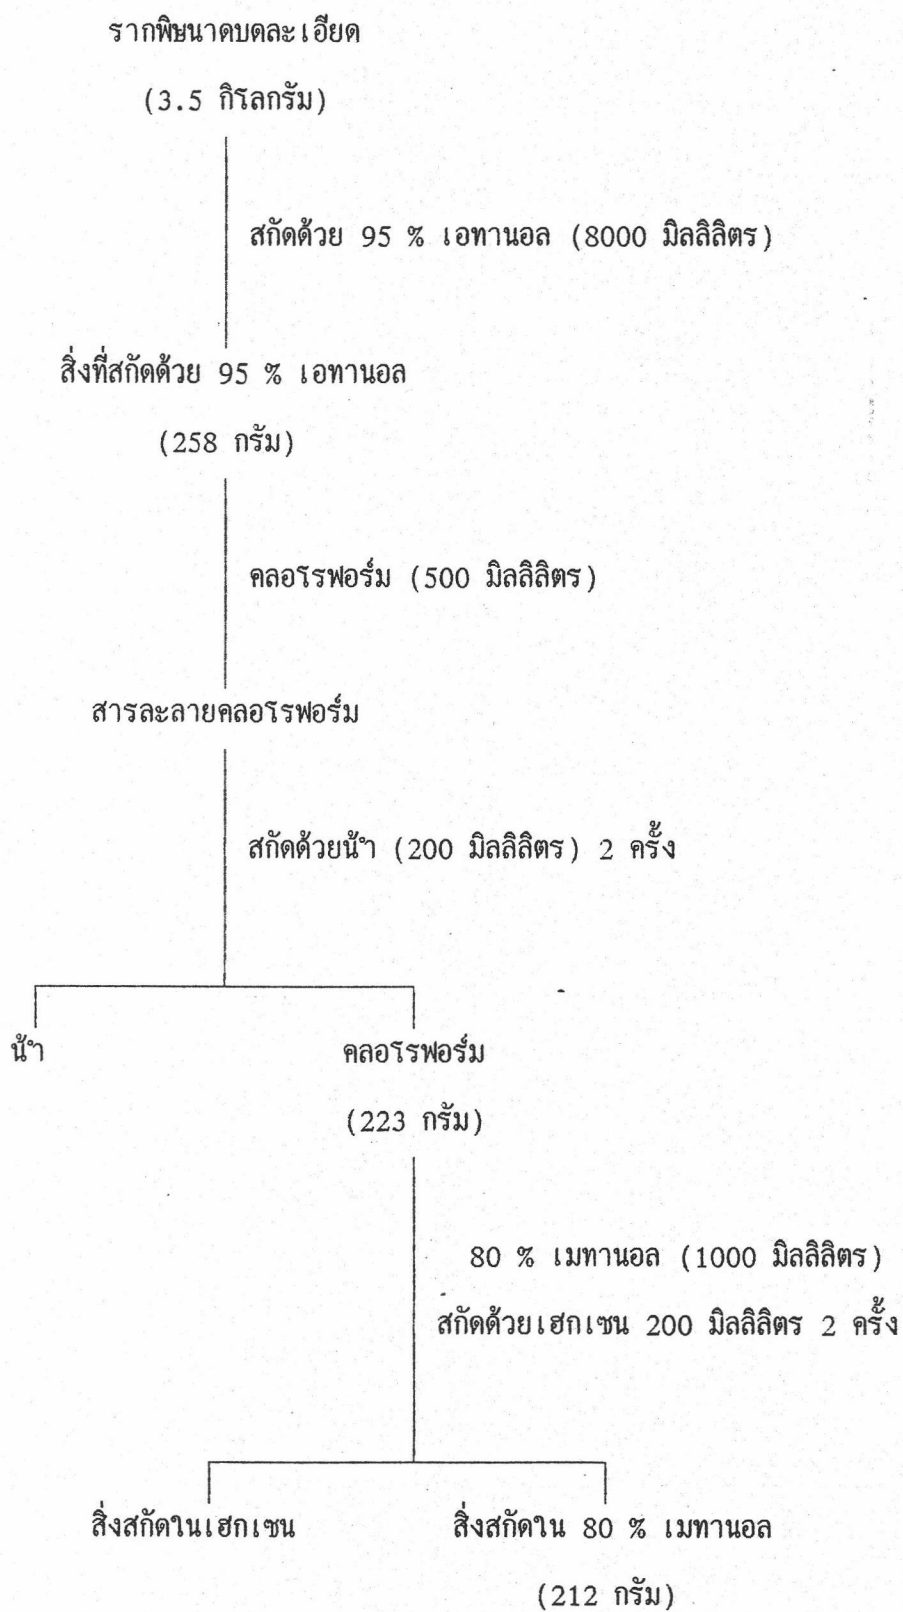 รากพิษนาดบดละเอียด
(3.5 กิโลกรัม)
สกัดด้วย 95 % เอทานอล (8000 มิลลิลิตร)
สิ่งที่สกัดด้วย 95 % เอทานอล
(258 กรัม)
คลอโรฟอร์ม (500 มิลลิลิตร)
สารละลายคลอโรฟอร์ม
สกัดด้วยน้ำ (200 มิลลิลิตร) 2 ครั้ง
น้ำ
คลอโรฟอร์ม
(223 กรัม)
80 % เมทานอล (1000 มิลลิลิตร)
สกัดด้วยเฮกเซน 200 มิลลิลิตร 2 ครั้ง
สิ่งสกัดในเฮกเซน
สิ่งสกัดใน 80 % เมทานอล
(212 กรัม)